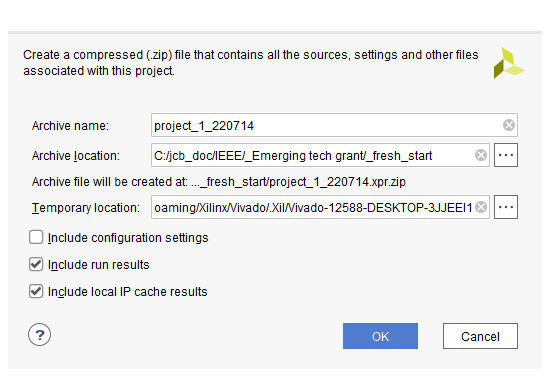 Create a compressed (.zip) file that contains all the sources, settings and other files
associated with this project.
Archive name: project_1_220714
Archive location: C:/jcb_doc/IEEE/_Emerging tech grant/_fresh_start ...
Archive file will be created at: ..._fresh_start/project_1_220714.xpr.zip
Temporary location: oaming/Xilinx/Vivado/.Xil/Vivado-12588-DESKTOP-3JJEEI1 ...
Include configuration settings
Include run results
Include local IP cache results
? OK Cancel